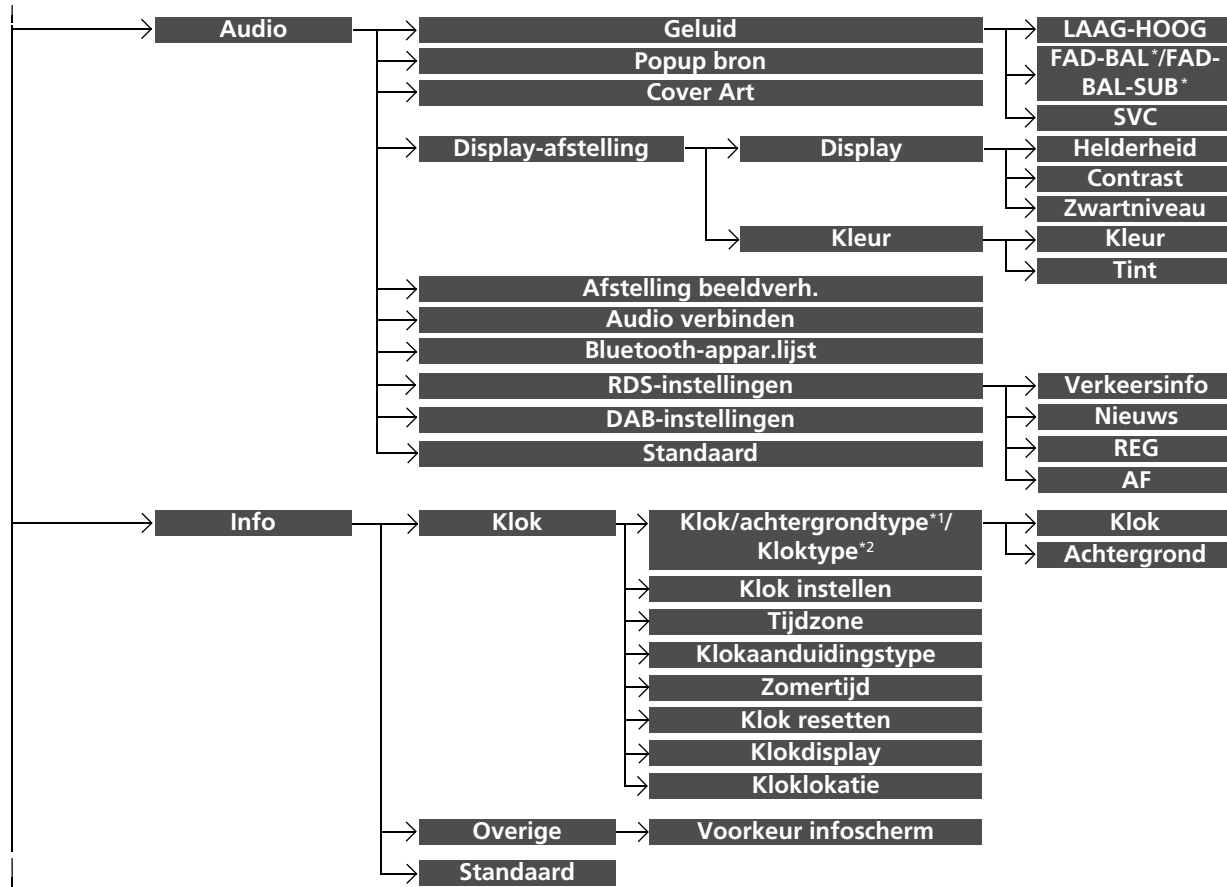 Audio
Geluid
LAAG-HOOG
FAD-BAL*/FAD-
BAL-SUB*
SVC
Popup bron
Cover Art
Display-afstelling
Display
Helderheid
Contrast
Zwartniveau
Kleur
Kleur
Tint
Afstelling beeldverh.
Audio verbinden
Bluetooth-appar.lijst
RDS-instellingen
Verkeersinfo
Nieuws
REG
AF
DAB-instellingen
Standaard
Info
Klok
Klok/achtergrondtype*1/
Kloktype*2
Klok
Achtergrond
Klok instellen
Tijdzone
Klokaanduidingstype
Zomertijd
Klok resetten
Klokdisplay
Kloklokatie
Overige
Voorkeur infoscherm
Standaard